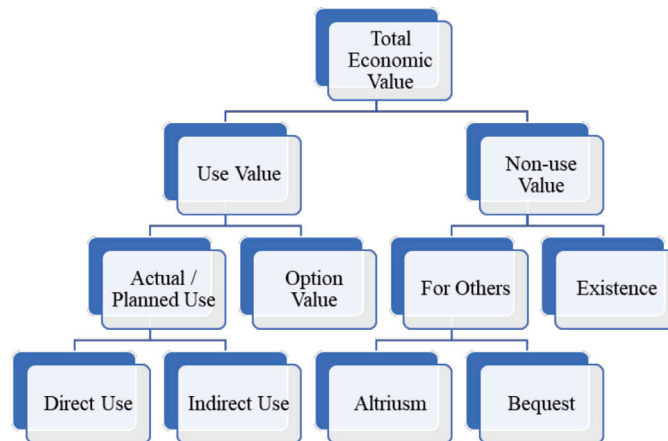 Total
Economic
Value
Use Value
Non-use
Value
Actual /
Planned Use
Option
Value
For Others
Existence
Direct Use
Indirect Use
Altriusm
Bequest